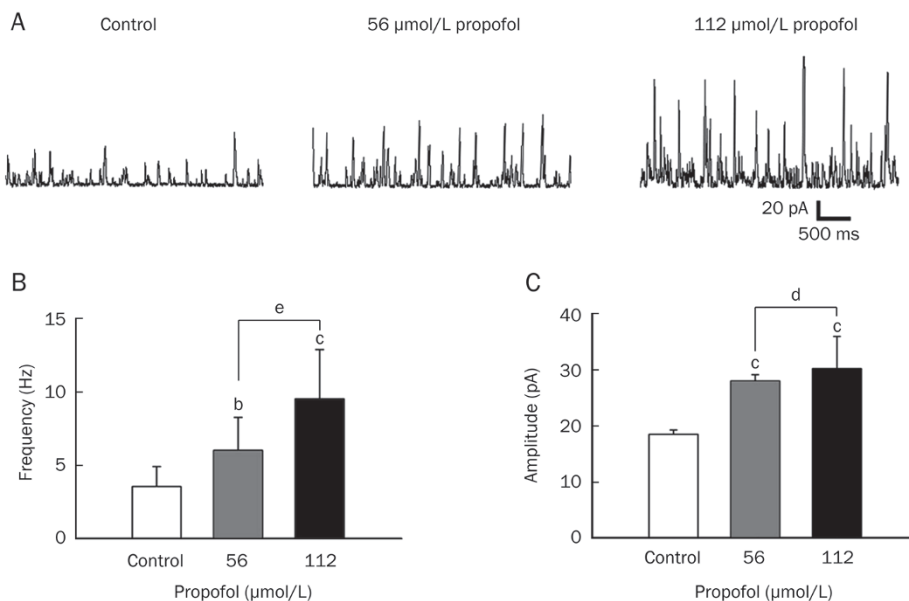 A
Control
56 µmol/L propofol
112 µmol/L propofol
20 pA
500 ms
B
Frequency (Hz)
15
10
5
0
b
e
c
Control
56
112
Propofol (µmol/L)
C
Amplitude (pA)
40
30
20
10
0
c
d
c
Control
56
112
Propofol (µmol/L)